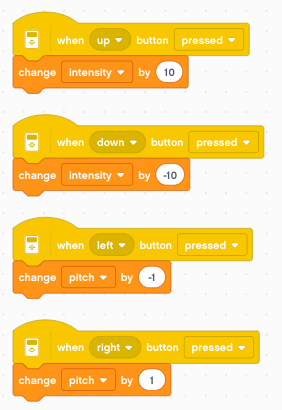 when up button pressed
change intensity by 10
when down button pressed
change intensity by -10
when left button pressed
change pitch by -1
when right button pressed
change pitch by 1